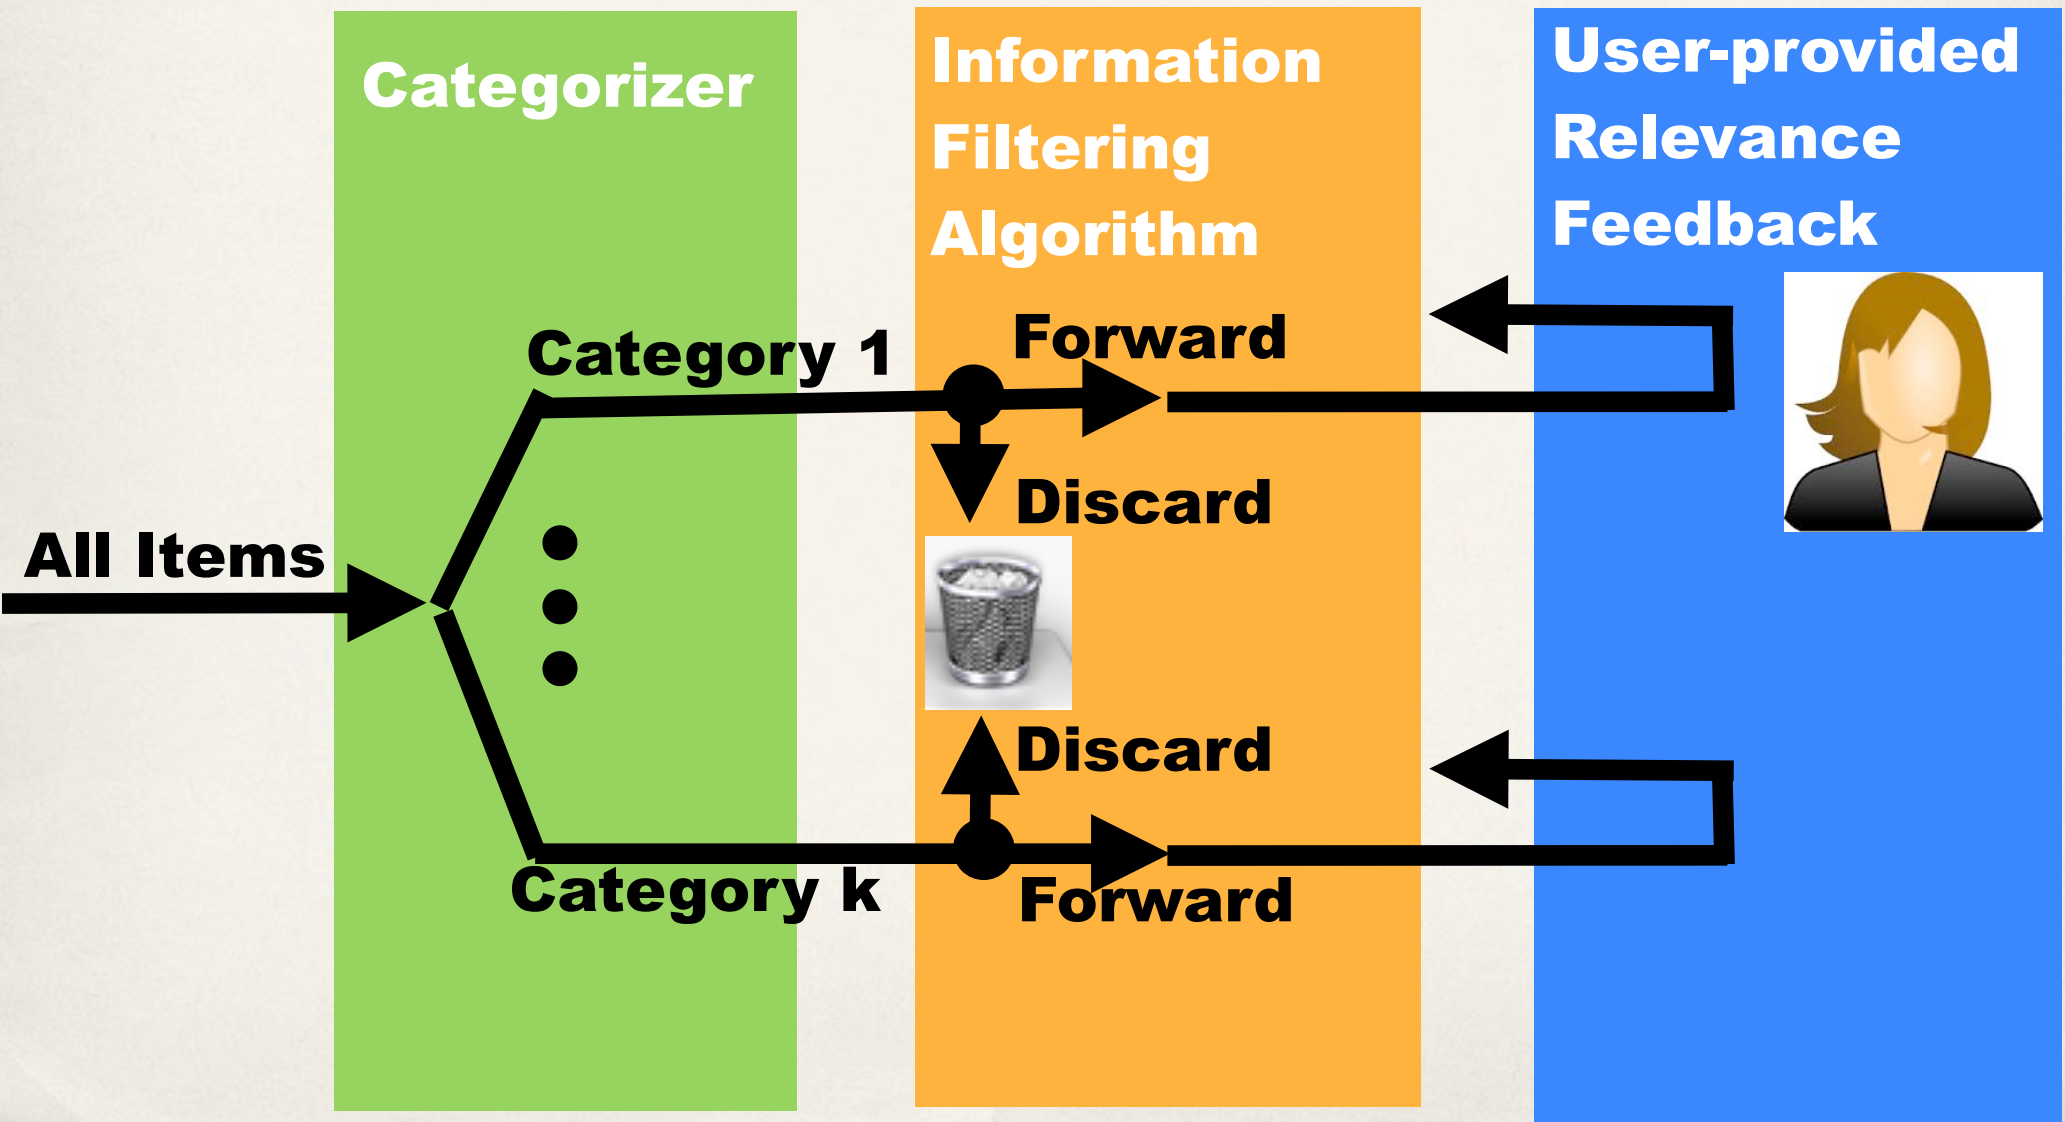 Categorizer
Information
Filtering
Algorithm
User-provided
Relevance
Feedback
Category 1
Forward
Discard
All Items
Discard
Category k
Forward